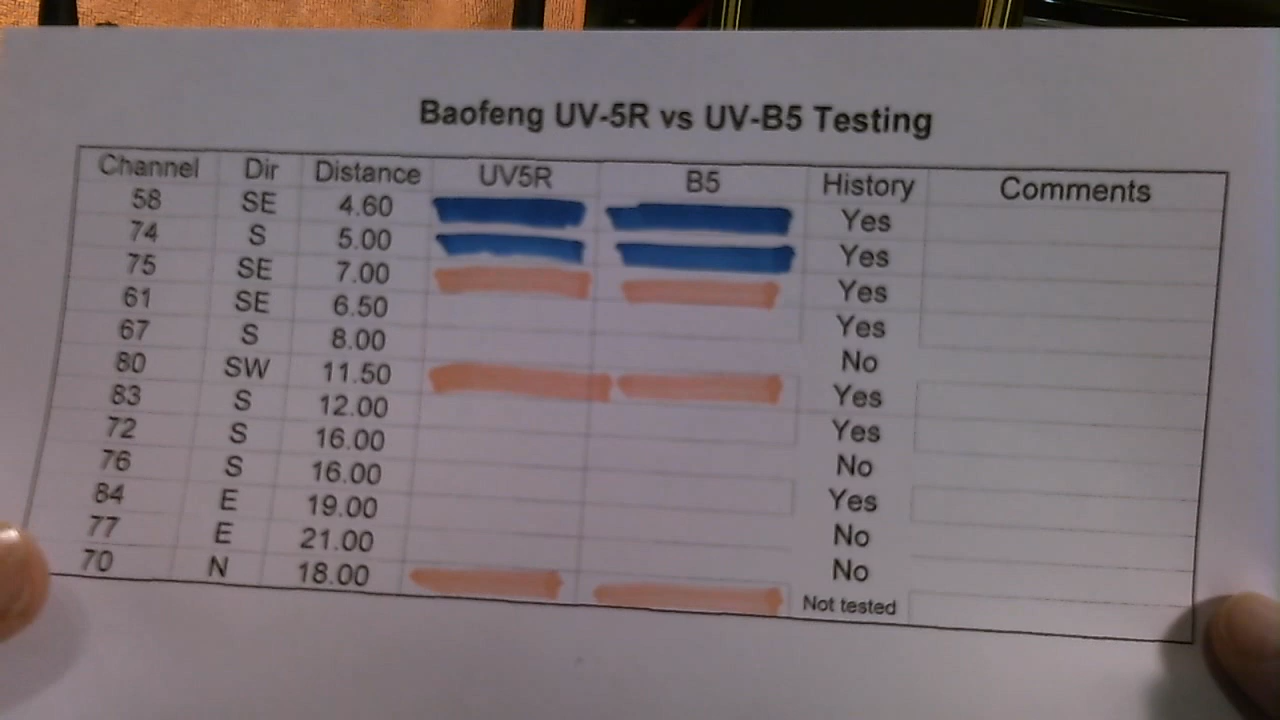 Baofeng UV-5R vs UV-B5 Testing
Channel Dir Distance UV5R B5 History Comments
58 SE 4.60 Yes
74 S 5.00 Yes
75 SE 7.00 Yes
61 SE 6.50 Yes
67 S 8.00 No
80 SW 11.50 Yes
83 S 12.00 Yes
72 S 16.00 No
76 S 16.00 Yes
84 E 19.00 No
77 E 21.00 No
70 N 18.00 Not tested